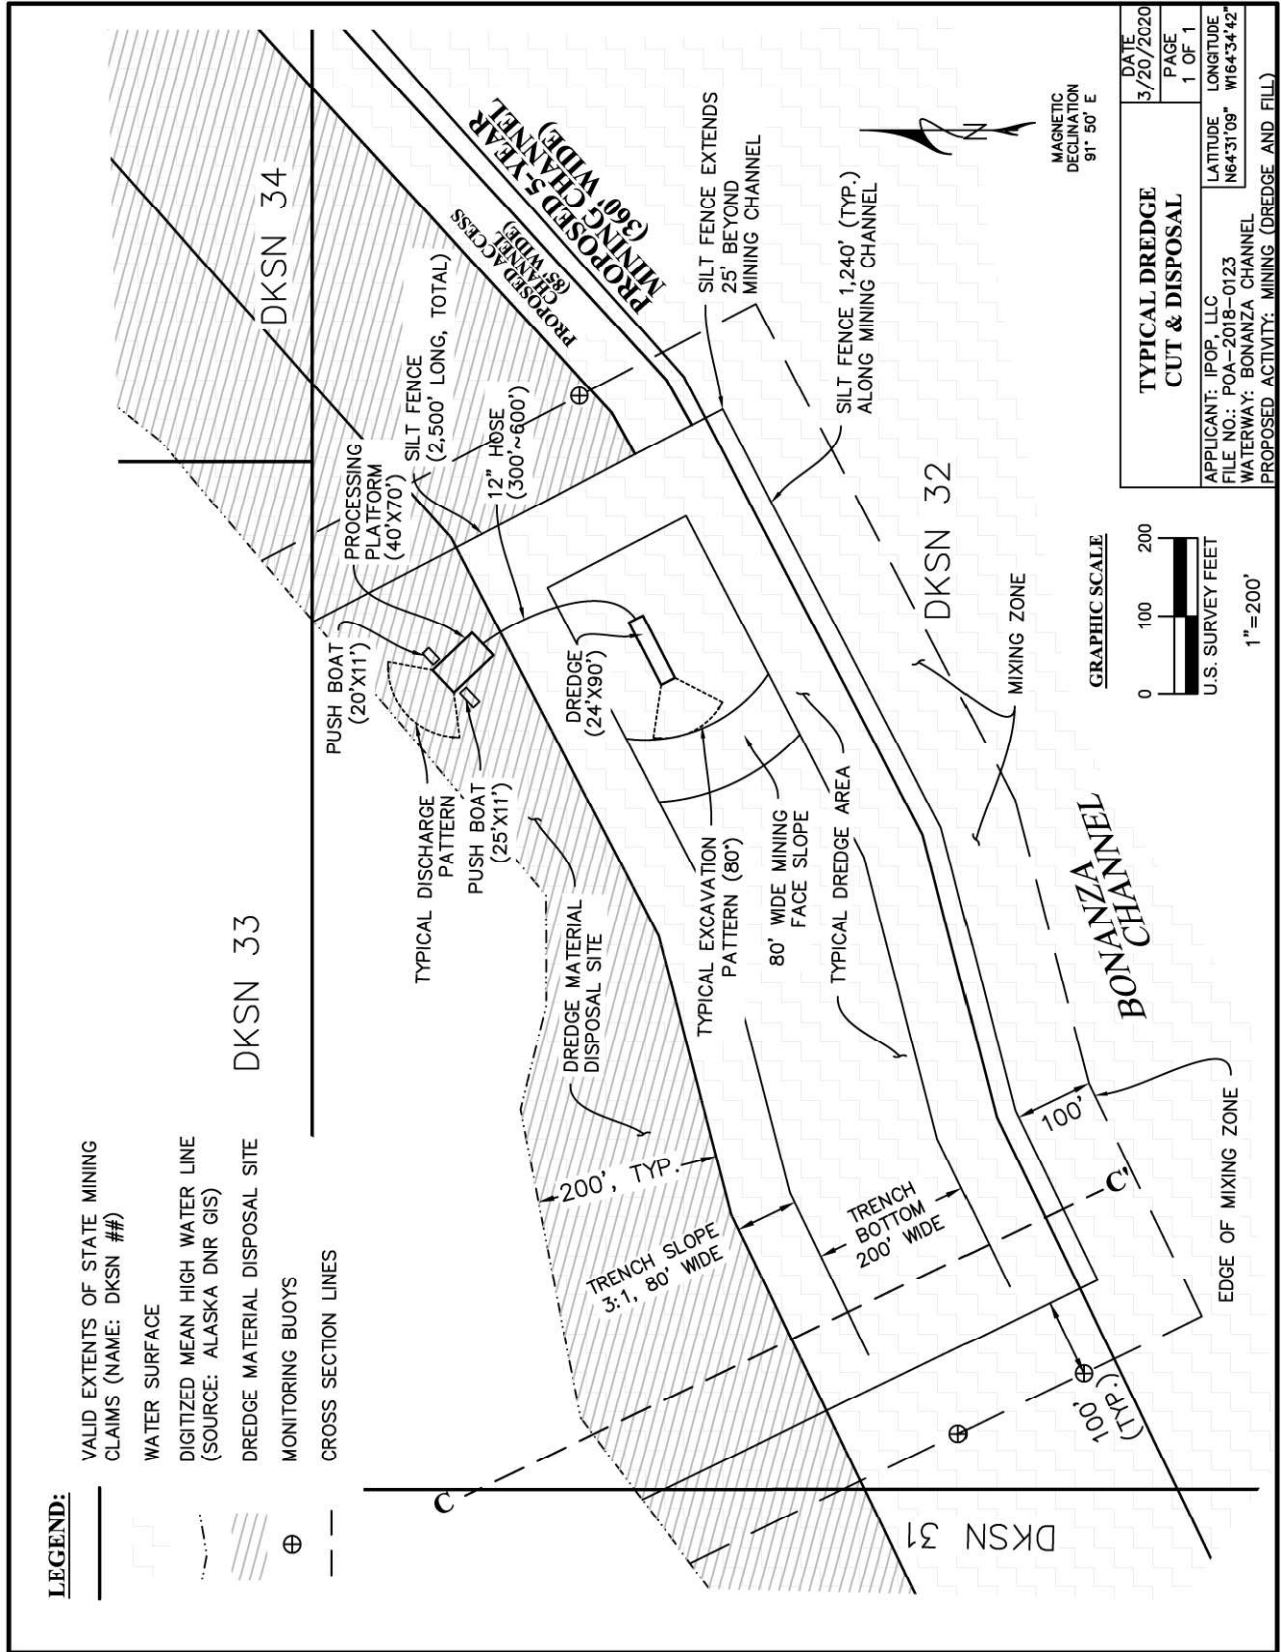 LEGEND:
VALID EXTENTS OF STATE MINING
CLAIMS (NAME: DKSN ##)
WATER SURFACE
DIGITIZED MEAN HIGH WATER LINE
(SOURCE: ALASKA DNR GIS)
DREDGE MATERIAL DISPOSAL SITE
MONITORING BUOYS
CROSS SECTION LINES
DKSN 33
DKSN 34
DKSN 32
DKSN 31
PUSH BOAT
(20'X11')
PROCESSING
PLATFORM
(40'X70')
SILT FENCE
(2,500' LONG, TOTAL)
12" HOSE
(300'~600')
PROPOSED ACCESS
CHANNEL
(85' WIDE)
PROPOSED 5-YEAR
MINING CHANNEL
(360' WIDE)
TYPICAL DISCHARGE
PATTERN
PUSH BOAT
(25'X11')
DREDGE
(24'X90')
DREDGE MATERIAL
DISPOSAL SITE
TYPICAL EXCAVATION
PATTERN (80°)
80' WIDE MINING
FACE SLOPE
TYPICAL DREDGE AREA
SILT FENCE EXTENDS
25' BEYOND
MINING CHANNEL
SILT FENCE 1,240' (TYP.)
ALONG MINING CHANNEL
200', TYP.
TRENCH SLOPE
3:1, 80' WIDE
TRENCH
BOTTOM
200' WIDE
C
C'
100'
100'
(TYP.)
MIXING ZONE
EDGE OF MIXING ZONE
BONANZA
CHANNEL
N
MAGNETIC
DECLINATION
91° 50' E
GRAPHIC SCALE
0 100 200
U.S. SURVEY FEET
1"=200'
TYPICAL DREDGE
CUT & DISPOSAL
DATE
3/20/2020
PAGE
1 OF 1
APPLICANT: IPOP, LLC
FILE NO.: POA-2018-0123
WATERWAY: BONANZA CHANNEL
PROPOSED ACTIVITY: MINING (DREDGE AND FILL)
LATITUDE
N64°31'09"
LONGITUDE
W164°34'42"